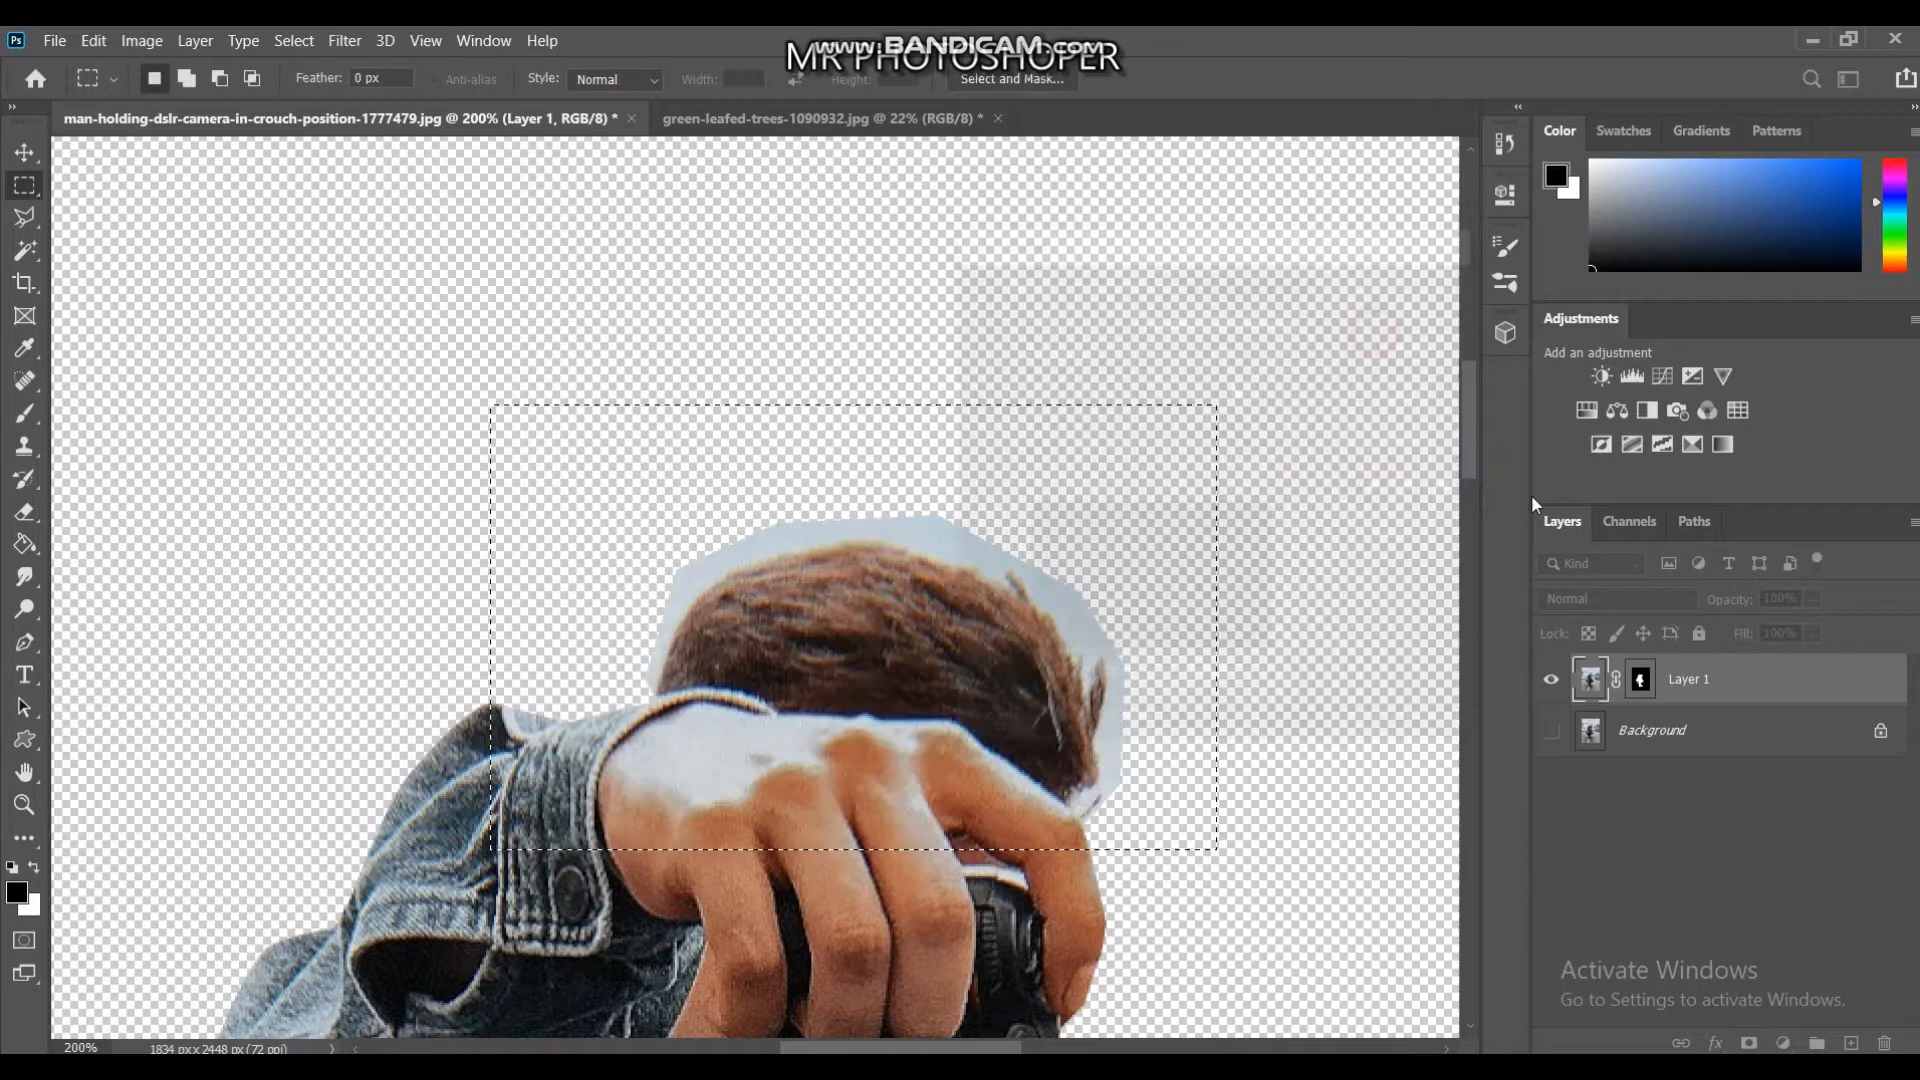 File Edit Image Layer Type Select Filter 3D View Window Help
www.BANDICAM.com
MR PHOTOSHOPER
Feather: 0 px Anti-alias Style: Normal Width: Height: Select and Mask...
man-holding-dslr-camera-in-crouch-position-1777479.jpg @ 200% (Layer 1, RGB/8) *
green-leafed-trees-1090932.jpg @ 22% (RGB/8) *
Color Swatches Gradients Patterns
Adjustments
Add an adjustment
Layers Channels Paths
Kind
Normal Opacity: 100%
Lock: Fill: 100%
Layer 1
Background
Activate Windows
Go to Settings to activate Windows.
200% 1834 px x 2448 px (72 ppi)